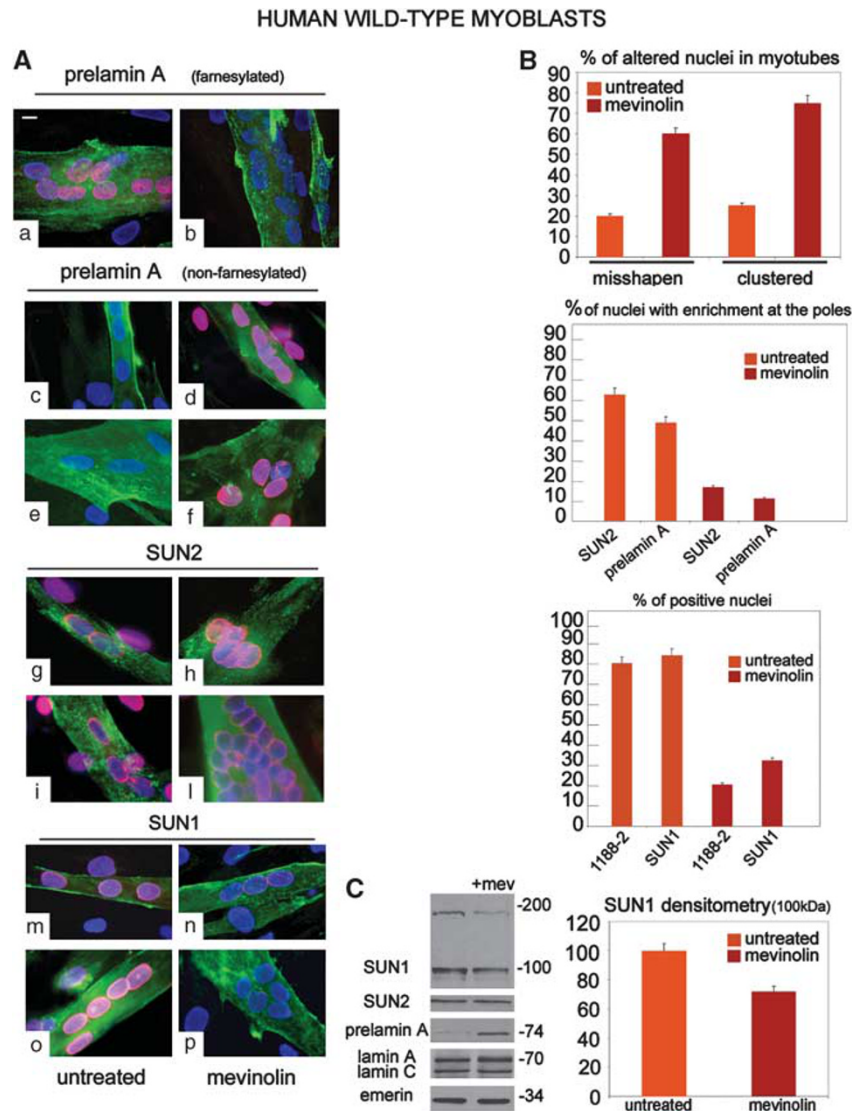 HUMAN WILD-TYPE MYOBLASTS
A
prelamin A (farnesylated)
a
b
prelamin A (non-farnesylated)
c
d
e
f
SUN2
g
h
i
l
SUN1
m
n
o
p
untreated mevinolin
B
% of altered nuclei in myotubes
untreated
mevinolin
90
80
70
60
50
40
30
20
10
0
misshapen clustered
% of nuclei with enrichment at the poles
untreated
mevinolin
90
80
70
60
50
40
30
20
10
0
SUN2 prelamin A SUN2 prelamin A
% of positive nuclei
untreated
mevinolin
100
90
80
70
60
50
40
30
20
10
0
1188-2 SUN1 1188-2 SUN1
C
+mev
-200
SUN1 -100
SUN2
prelamin A -74
lamin A -70
lamin C
emerin -34
SUN1 densitometry(100kDa)
untreated
mevinolin
120
100
80
60
40
20
0
untreated mevinolin